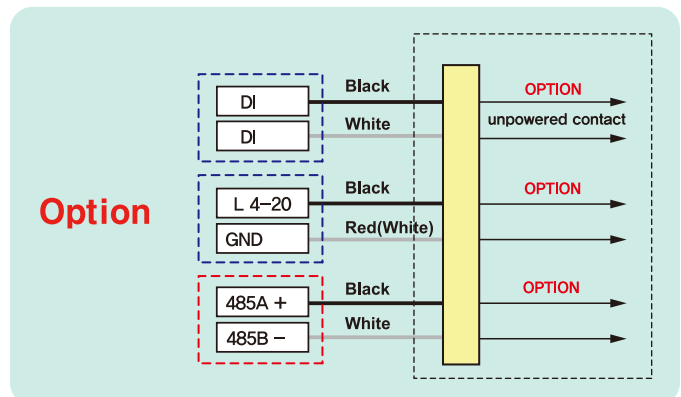 Option
DI
Black
OPTION
DI
White
unpowered contact
L 4-20
Black
OPTION
GND
Red(White)
485A +
Black
OPTION
485B -
White